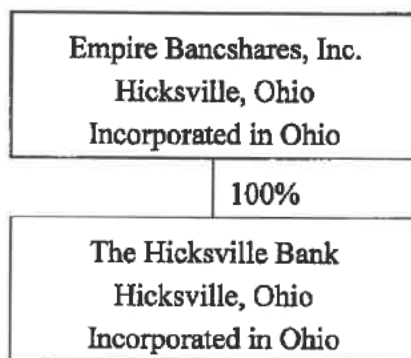 Empire Bancshares, Inc.
Hicksville, Ohio
Incorporated in Ohio
100%
The Hicksville Bank
Hicksville, Ohio
Incorporated in Ohio